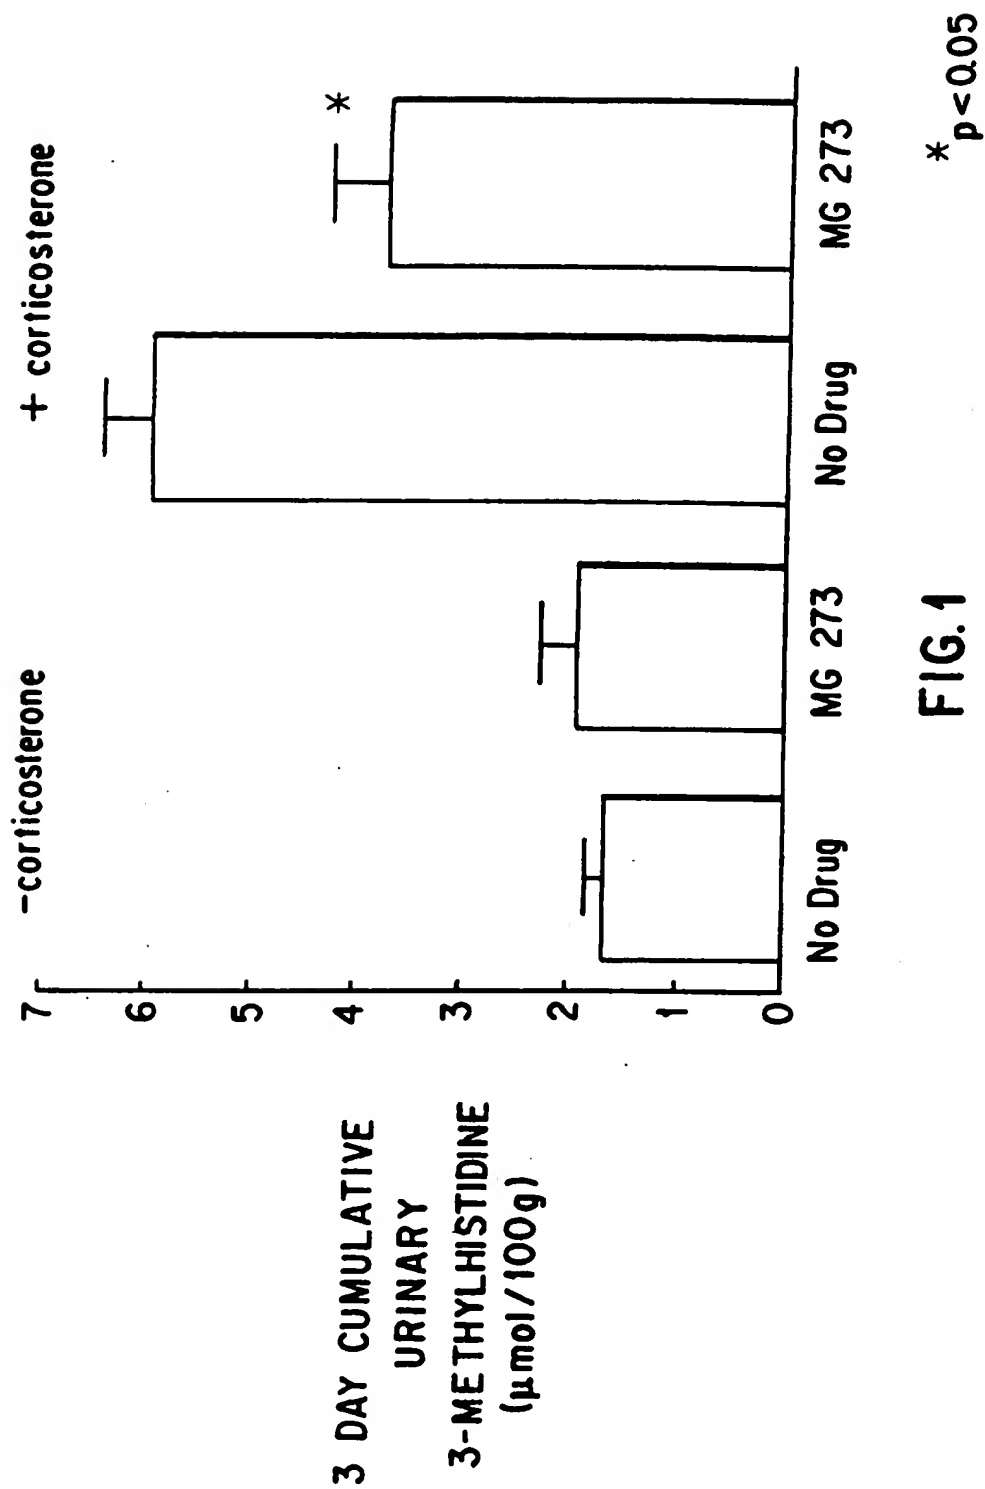 -corticosterone
+ corticosterone
7
6
5
4
3
2
1
0
3 DAY CUMULATIVE
URINARY
3-METHYLHISTIDINE
(μmol/100g)
*
No Drug
MG 273
No Drug
MG 273
*p<0.05
FIG. 1